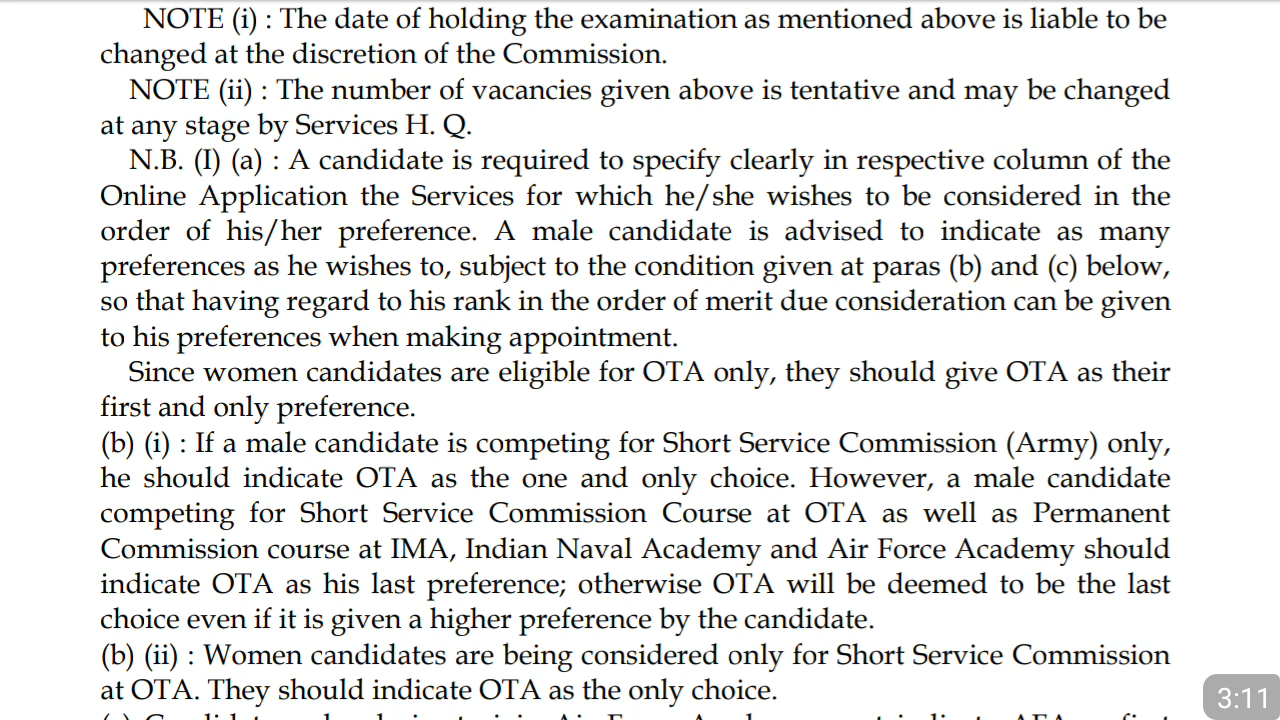 NOTE (i) : The date of holding the examination as mentioned above is liable to be
changed at the discretion of the Commission.
NOTE (ii) : The number of vacancies given above is tentative and may be changed
at any stage by Services H. Q.
N.B. (I) (a) : A candidate is required to specify clearly in respective column of the
Online Application the Services for which he/she wishes to be considered in the
order of his/her preference. A male candidate is advised to indicate as many
preferences as he wishes to, subject to the condition given at paras (b) and (c) below,
so that having regard to his rank in the order of merit due consideration can be given
to his preferences when making appointment.
Since women candidates are eligible for OTA only, they should give OTA as their
first and only preference.
(b) (i) : If a male candidate is competing for Short Service Commission (Army) only,
he should indicate OTA as the one and only choice. However, a male candidate
competing for Short Service Commission Course at OTA as well as Permanent
Commission course at IMA, Indian Naval Academy and Air Force Academy should
indicate OTA as his last preference; otherwise OTA will be deemed to be the last
choice even if it is given a higher preference by the candidate.
(b) (ii) : Women candidates are being considered only for Short Service Commission
at OTA. They should indicate OTA as the only choice.
3:11